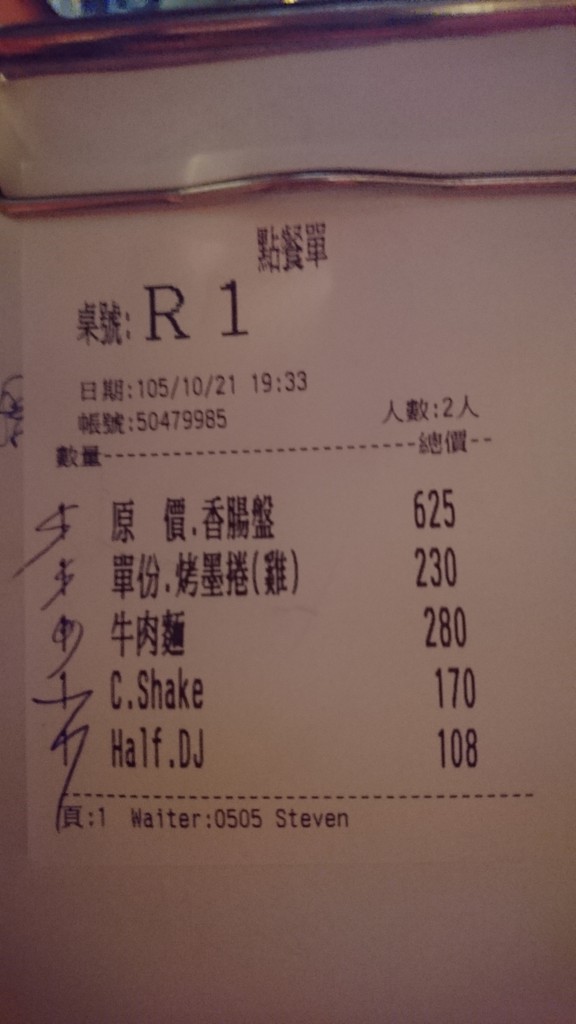 點餐單
桌號: R 1
日期:105/10/21 19:33
帳號:50479985 人數:2人
數量------------------------------總價--
原 價.香腸盤 625
單份.烤墨捲(雞) 230
牛肉麵 280
1 C.Shake 170
Half.DJ 108
頁:1 Waiter:0505 Steven